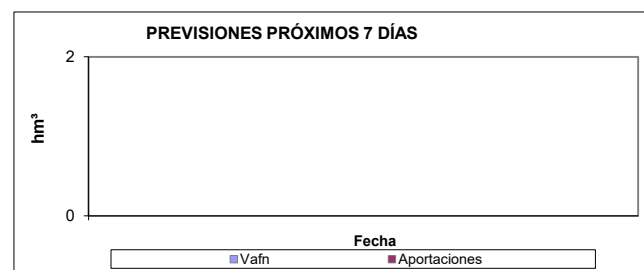 PREVISIONES PRÓXIMOS 7 DÍAS
2
hm³
0
Fecha
Vafn Aportaciones